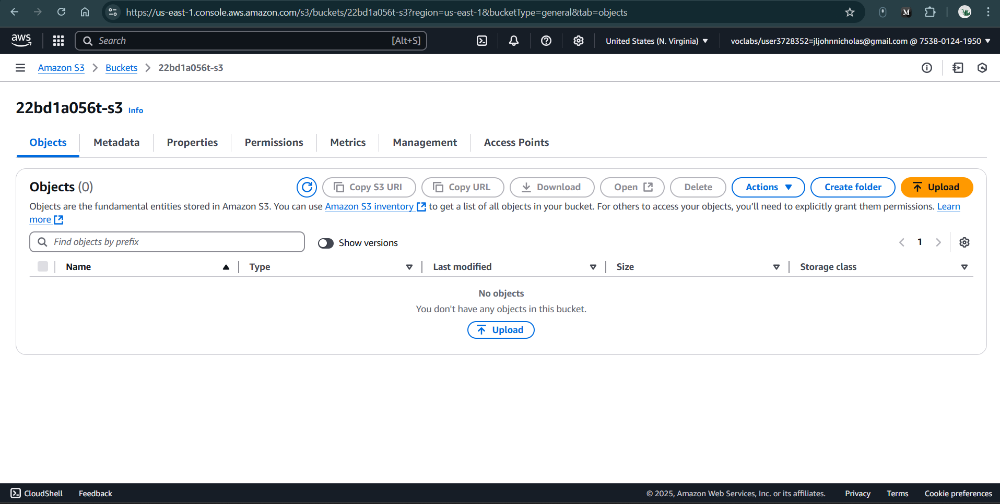 https://us-east-1.console.aws.amazon.com/s3/buckets/22bd1a056t-s3?region=us-east-1&bucketType=general&tab=objects
M
aws
Search [Alt+S]
United States (N. Virginia)
voclabs/user3728352=jljohnnicholas@gmail.com @ 7538-0124-1950
Amazon S3 > Buckets > 22bd1a056t-s3
22bd1a056t-s3 Info
Objects Metadata Properties Permissions Metrics Management Access Points
Objects (0)
Copy S3 URI Copy URL Download Open Delete Actions Create folder Upload
Objects are the fundamental entities stored in Amazon S3. You can use Amazon S3 inventory to get a list of all objects in your bucket. For others to access your objects, you’ll need to explicitly grant them permissions. Learn
more
Find objects by prefix Show versions 1
Name Type Last modified Size Storage class
No objects
You don't have any objects in this bucket.
Upload
CloudShell Feedback © 2025, Amazon Web Services, Inc. or its affiliates. Privacy Terms Cookie preferences